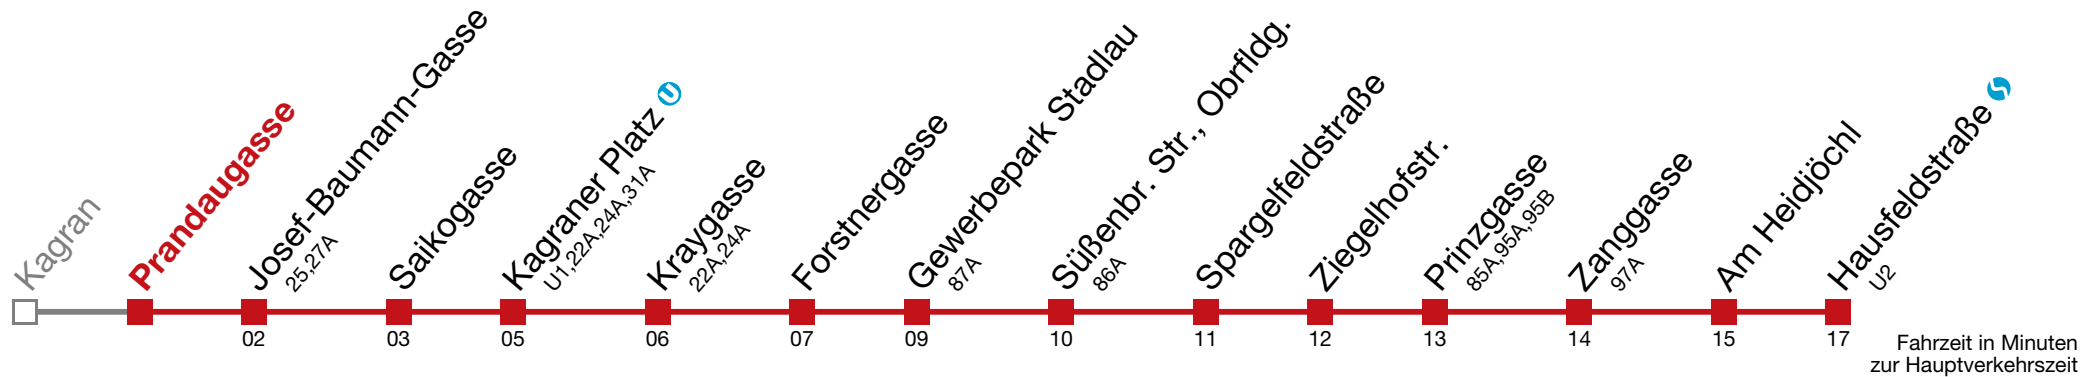 Kagran
Prandaugasse
Josef-Baumann-Gasse
25,27A
Saikogasse
Kagraner Platz
U1,22A,24A,31A
Kraygasse
22A,24A
Forstnergasse
Gewerbepark Stadlau
87A
Süßenbr. Str., Obrfldg.
86A
Spargelfeldstraße
Ziegelhofstr.
Prinzgasse
85A,95A,95B
Zanggasse
97A
Am Heidjöchl
Hausfeldstraße
U2
02 03 05 06 07 09 10 11 12 13 14 15 17
Fahrzeit in Minuten
zur Hauptverkehrszeit